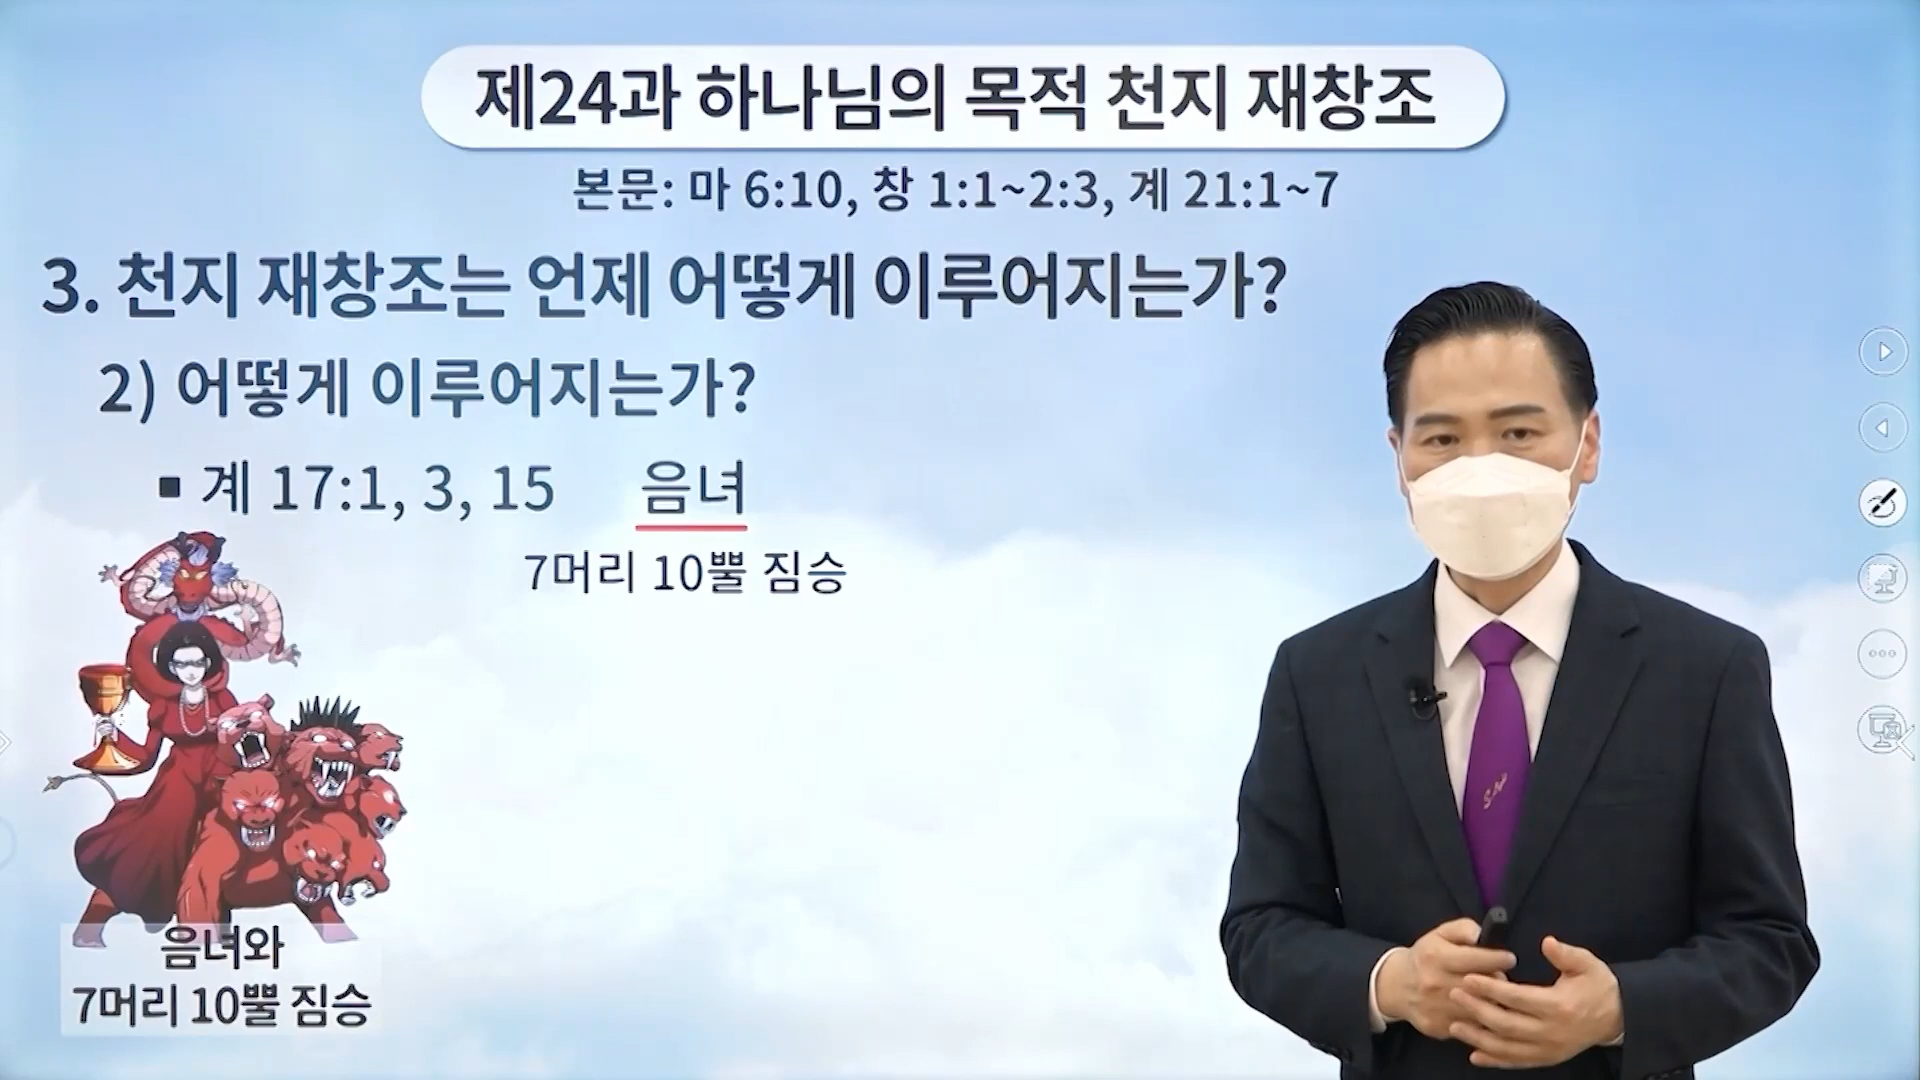 제24과 하나님의 목적 천지 재창조
본문: 마 6:10, 창 1:1~2:3, 계 21:1~7
3. 천지 재창조는 언제 어떻게 이루어지는가?
2) 어떻게 이루어지는가?
▪ 계 17:1, 3, 15 음녀
7머리 10뿔 짐승
음녀와
7머리 10뿔 짐승